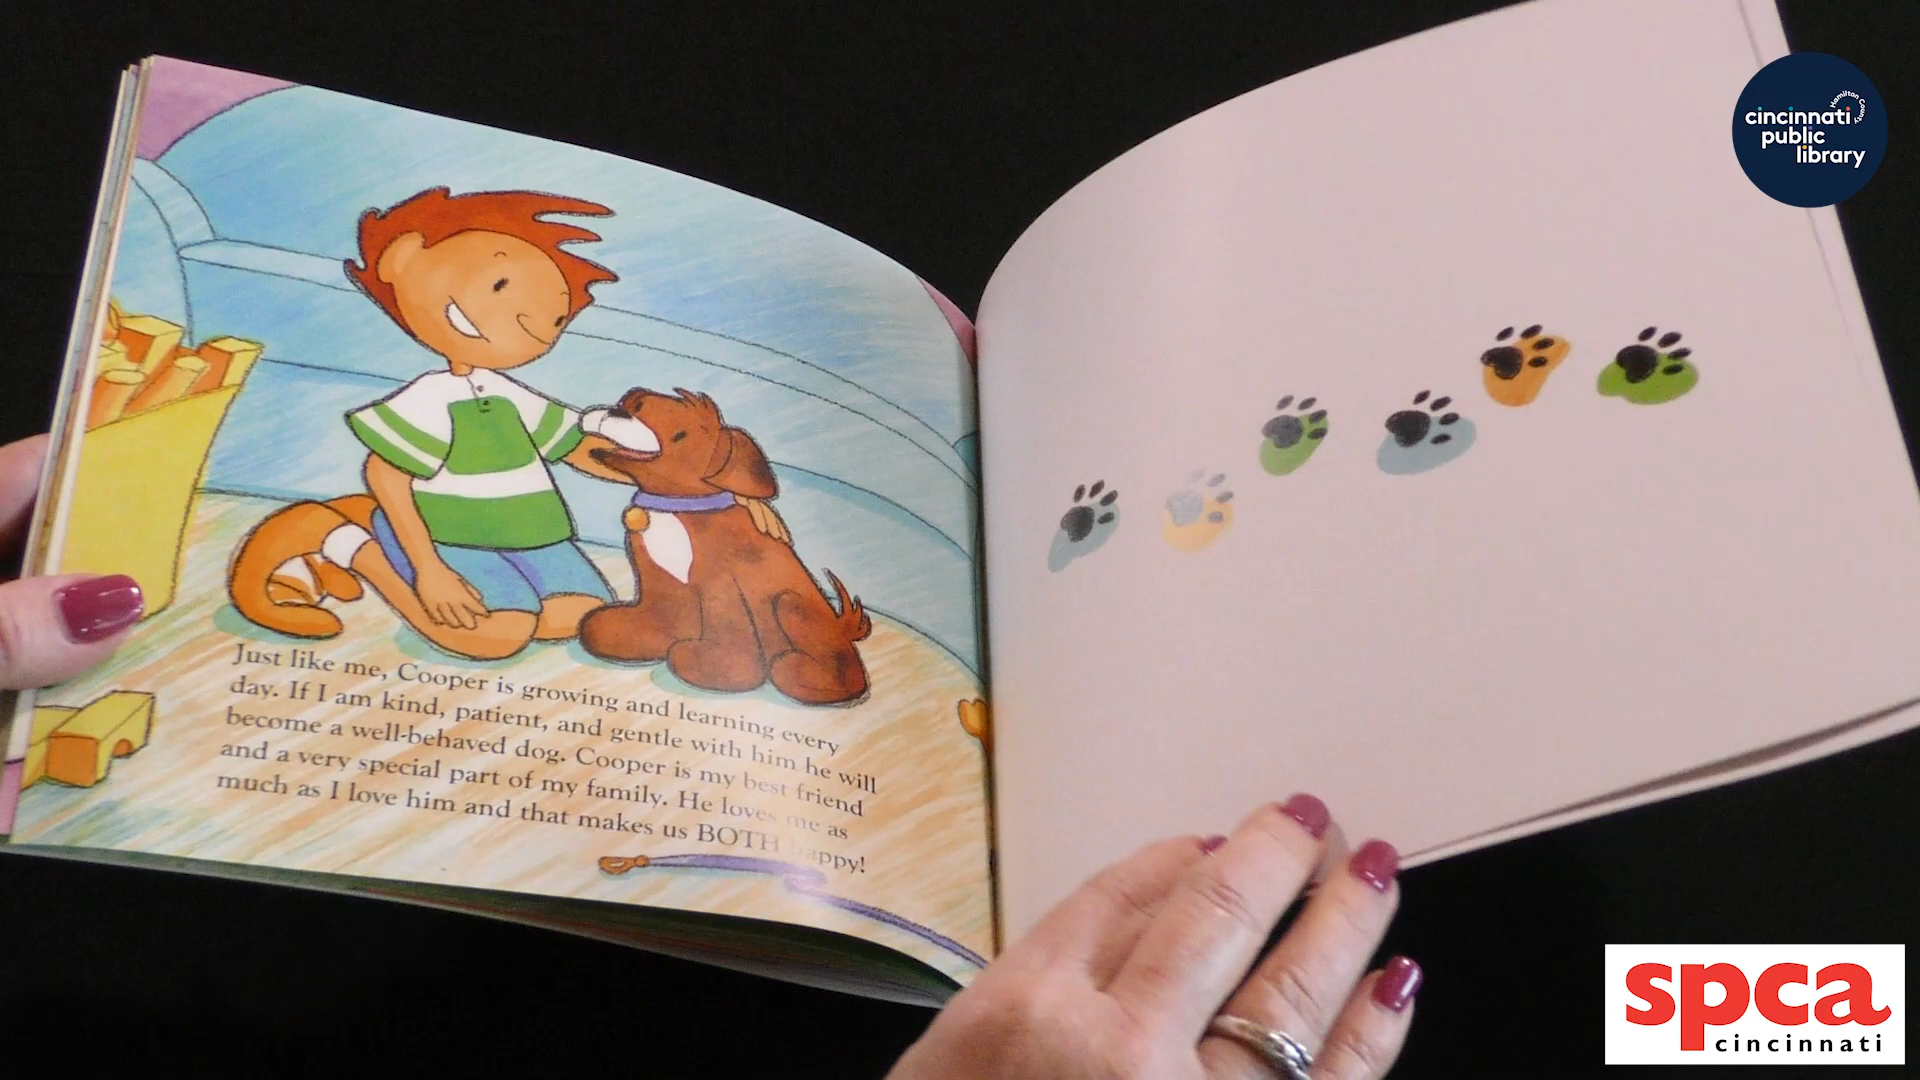 Just like me, Cooper is growing and learning every
day. If I am kind, patient, and gentle with him he will
become a well-behaved dog. Cooper is my best friend
and a very special part of my family. He loves me as
much as I love him and that makes us BOTH happy!
Hamilton County
cincinnati
public
library
spca
cincinnati